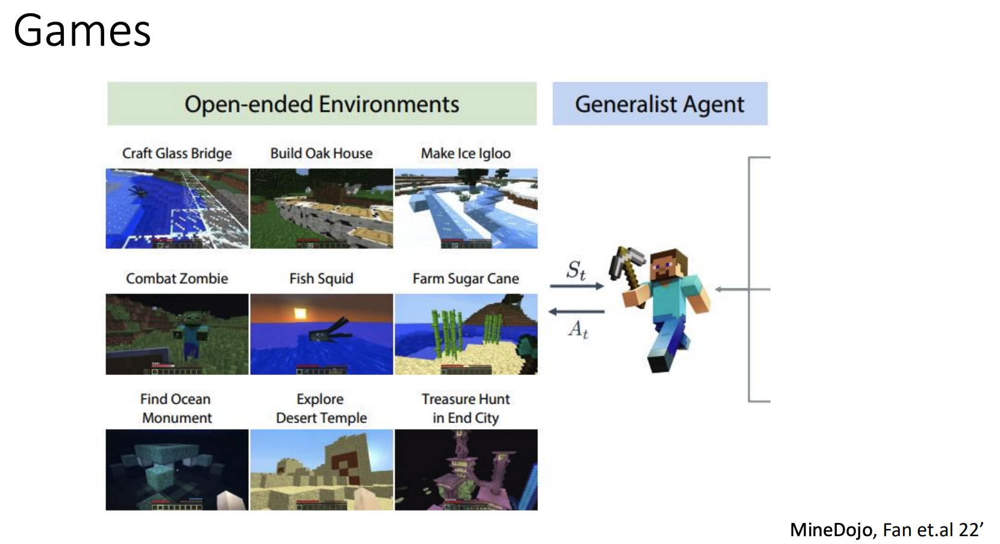 Games
Open-ended Environments
Generalist Agent
Craft Glass Bridge
Build Oak House
Make Ice Igloo
Combat Zombie
Fish Squid
Farm Sugar Cane
S_t
A_t
Find Ocean
Monument
Explore
Desert Temple
Treasure Hunt
in End City
MineDojo, Fan et.al 22’